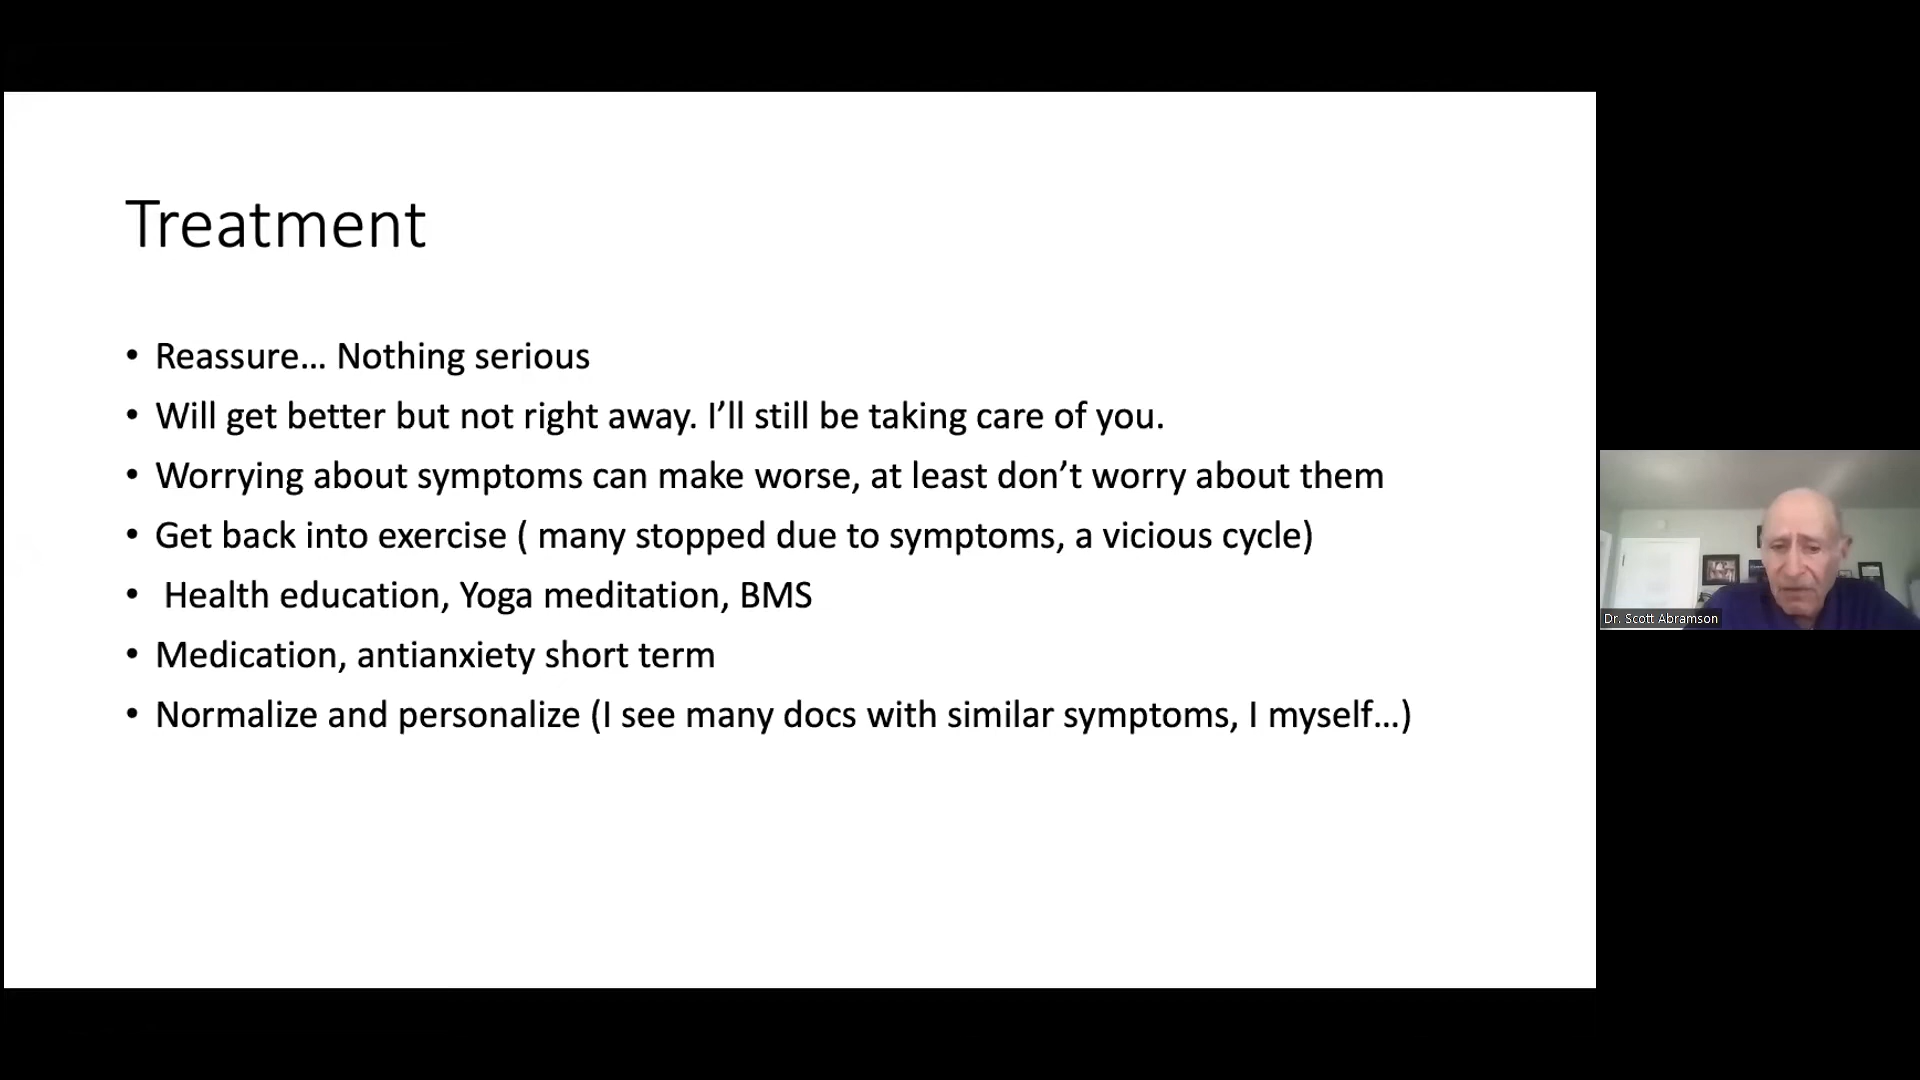 Treatment
• Reassure… Nothing serious
• Will get better but not right away. I’ll still be taking care of you.
• Worrying about symptoms can make worse, at least don’t worry about them
• Get back into exercise ( many stopped due to symptoms, a vicious cycle)
• Health education, Yoga meditation, BMS
• Medication, antianxiety short term
• Normalize and personalize (I see many docs with similar symptoms, I myself…)
Dr. Scott Abramson